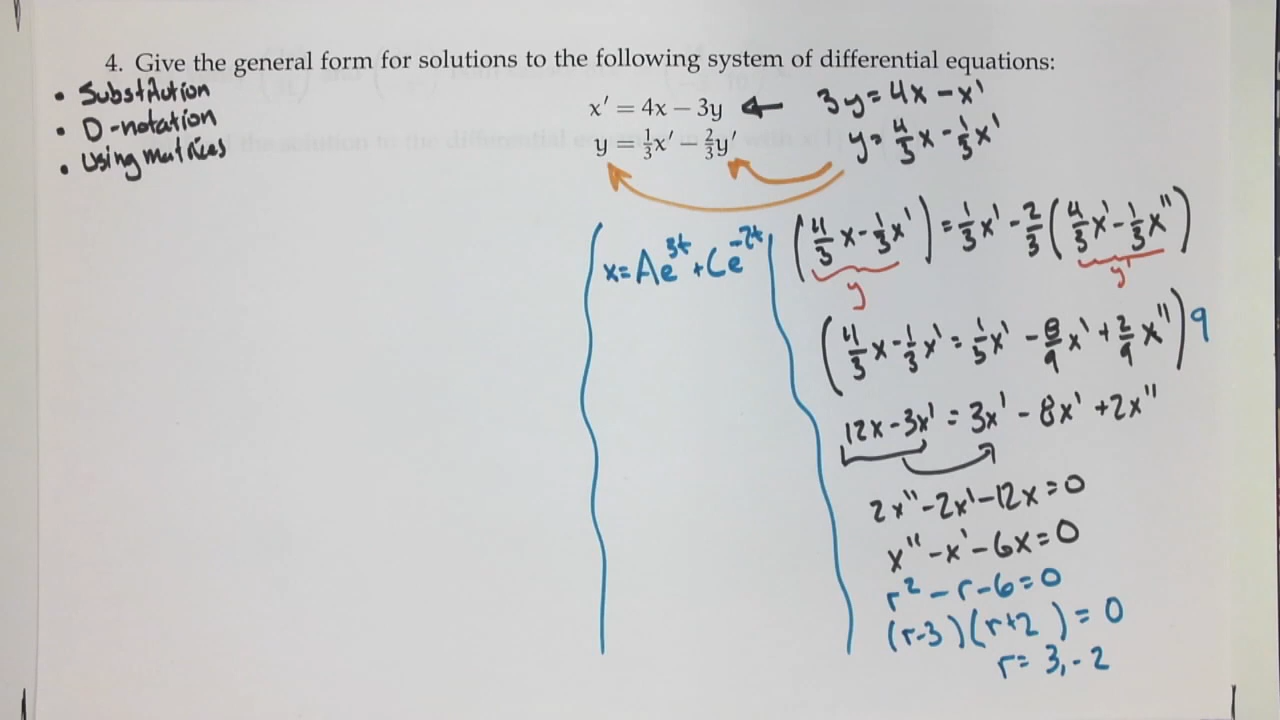 4. Give the general form for solutions to the following system of differential equations:
• Substitution
• D-notation
• Using matrices
x′ = 4x − 3y
y = 1/3x′ − 2/3y′
3y = 4x − x'
y = 4/3x − 1/3x'
(4/3x − 1/3x') = 1/3x' − 2/3(4/3x' − 1/3x'')
y y'
(4/3x − 1/3x' = 1/3x' − 8/9x' + 2/9x'')9
12x − 3x' = 3x' − 8x' + 2x''
2x'' − 2x' − 12x = 0
x'' − x' − 6x = 0
r² − r − 6 = 0
(r−3)(r+2) = 0
r = 3, −2
x = Ae^3t + Ce^−2t